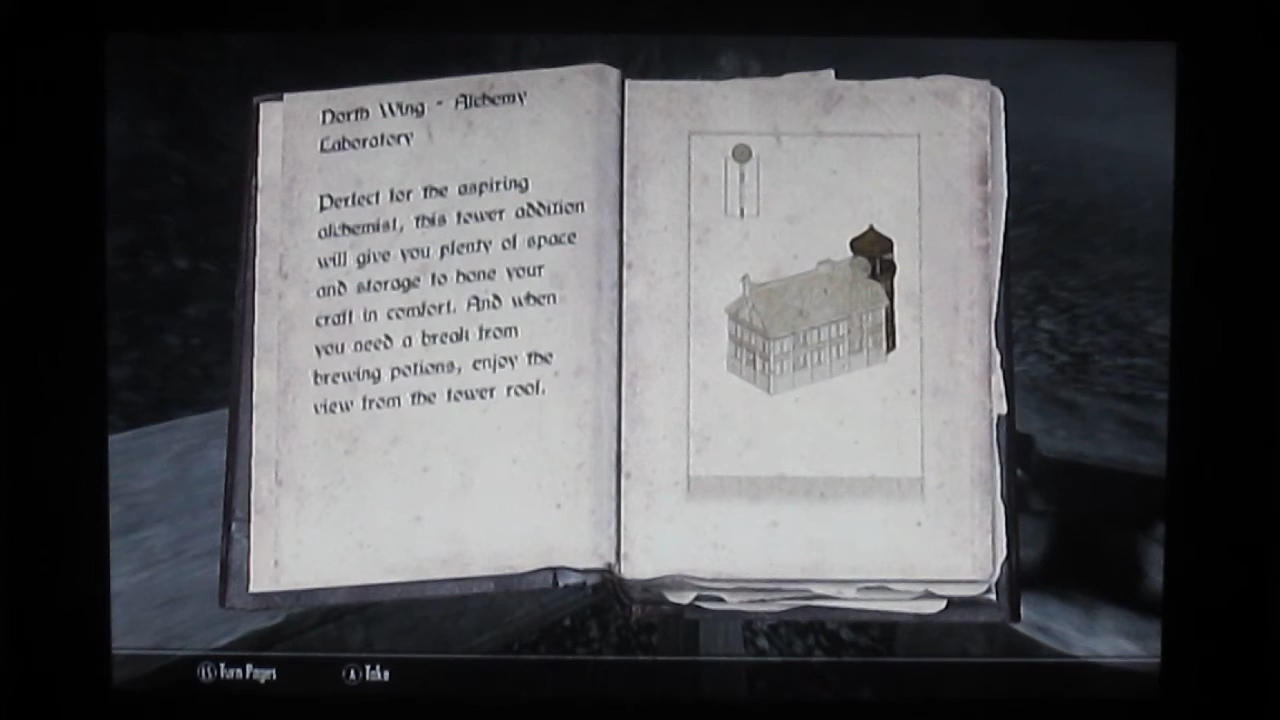 North Wing - Alchemy
Laboratory
Perfect for the aspiring
alchemist, this tower addition
will give you plenty of space
and storage to hone your
craft in comfort. And when
you need a break from
brewing potions, enjoy the
view from the tower roof.
LS Turn Pages
A Take